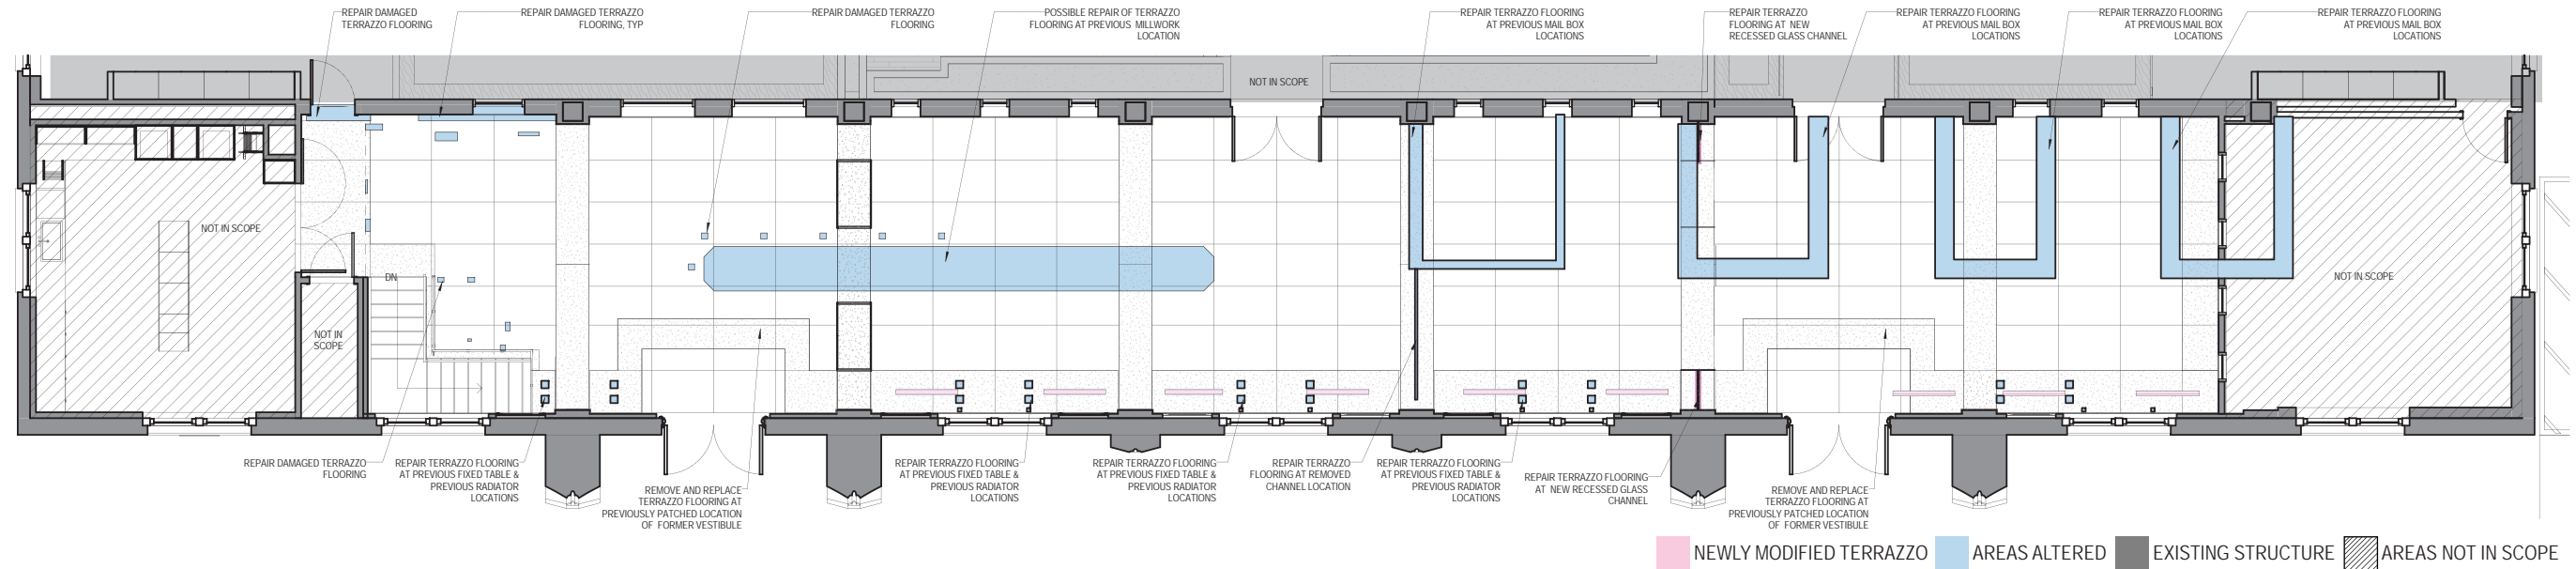 REPAIR DAMAGED
TERRAZZO FLOORING
REPAIR DAMAGED TERRAZZO
FLOORING, TYP
REPAIR DAMAGED TERRAZZO
FLOORING
POSSIBLE REPAIR OF TERRAZZO
FLOORING AT PREVIOUS MILLWORK
LOCATION
REPAIR TERRAZZO FLOORING
AT PREVIOUS MAIL BOX
LOCATIONS
REPAIR TERRAZZO
FLOORING AT NEW
RECESSED GLASS CHANNEL
REPAIR TERRAZZO FLOORING
AT PREVIOUS MAIL BOX
LOCATIONS
REPAIR TERRAZZO FLOORING
AT PREVIOUS MAIL BOX
LOCATIONS
REPAIR TERRAZZO FLOORING
AT PREVIOUS MAIL BOX
LOCATIONS
NOT IN SCOPE
NOT IN SCOPE
DN
NOT IN SCOPE
NOT IN
SCOPE
REPAIR DAMAGED TERRAZZO
FLOORING
REPAIR TERRAZZO FLOORING
AT PREVIOUS FIXED TABLE &
PREVIOUS RADIATOR
LOCATIONS
REMOVE AND REPLACE
TERRAZZO FLOORING AT
PREVIOUSLY PATCHED LOCATION
OF FORMER VESTIBULE
REPAIR TERRAZZO FLOORING
AT PREVIOUS FIXED TABLE &
PREVIOUS RADIATOR
LOCATIONS
REPAIR TERRAZZO FLOORING
AT PREVIOUS FIXED TABLE &
PREVIOUS RADIATOR
LOCATIONS
REPAIR TERRAZZO
FLOORING AT REMOVED
CHANNEL LOCATION
REPAIR TERRAZZO FLOORING
AT PREVIOUS FIXED TABLE &
PREVIOUS RADIATOR
LOCATIONS
REPAIR TERRAZZO FLOORING
AT NEW RECESSED GLASS
CHANNEL
REMOVE AND REPLACE
TERRAZZO FLOORING AT
PREVIOUSLY PATCHED LOCATION
OF FORMER VESTIBULE
NEWLY MODIFIED TERRAZZO
AREAS ALTERED
EXISTING STRUCTURE
AREAS NOT IN SCOPE